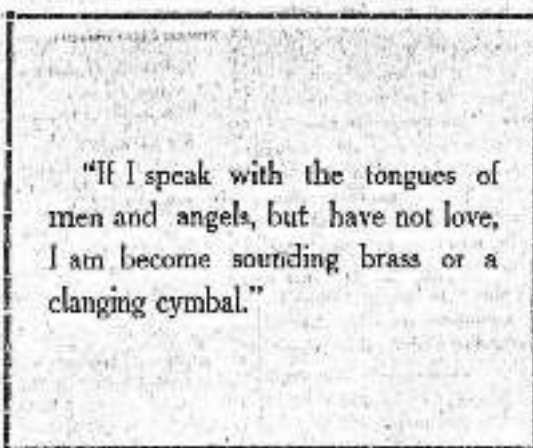 “If I speak with the tongues of
men and angels, but have not love,
I am become sounding brass or a
clanging cymbal.”